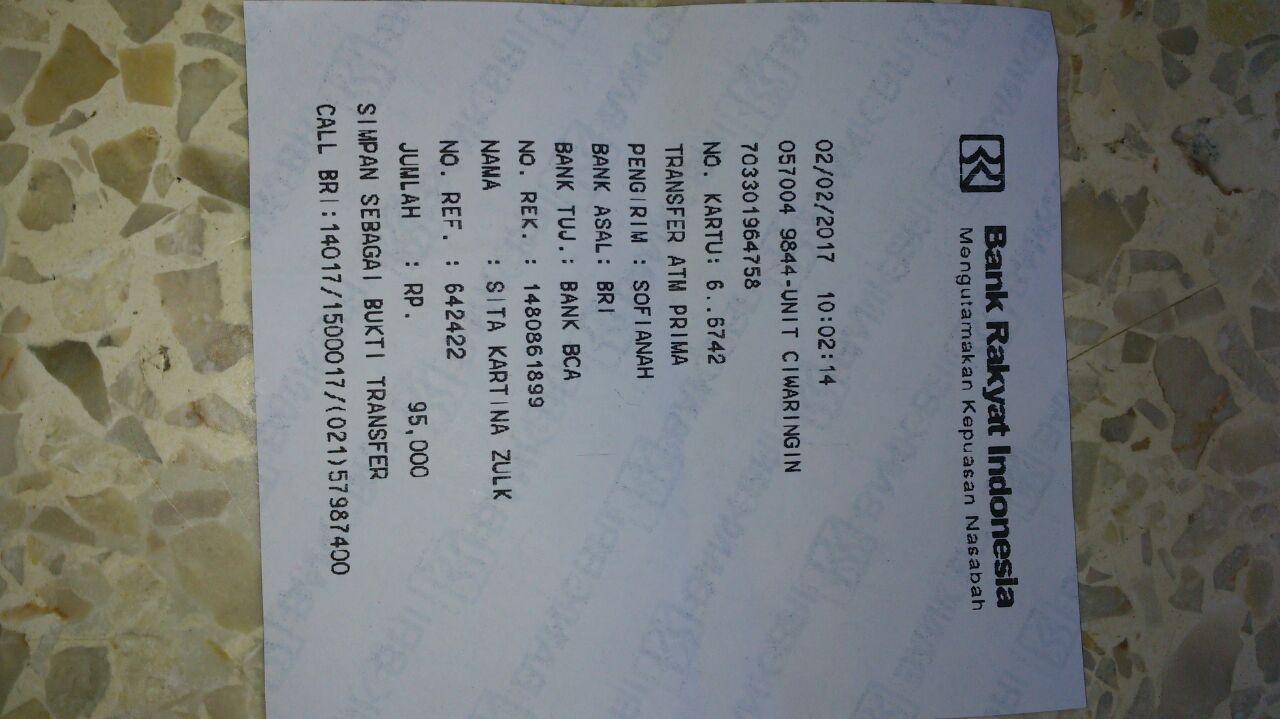 Bank Rakyat Indonesia
Mengutamakan Kepuasan Nasabah
02/02/2017 10:02:14
057004 9844-UNIT CIWARINGIN
703301964758
NO. KARTU: 6..6742
TRANSFER ATM PRIMA
PENGIRIM : SOFIANAH
BANK ASAL: BRI
BANK TUJ.: BANK BCA
NO. REK. : 1480861899
NAMA : SITA KARTINA ZULK
NO. REF. : 642422
JUMLAH : RP. 95,000
SIMPAN SEBAGAI BUKTI TRANSFER
CALL BRI:14017/1500017/(021)57987400